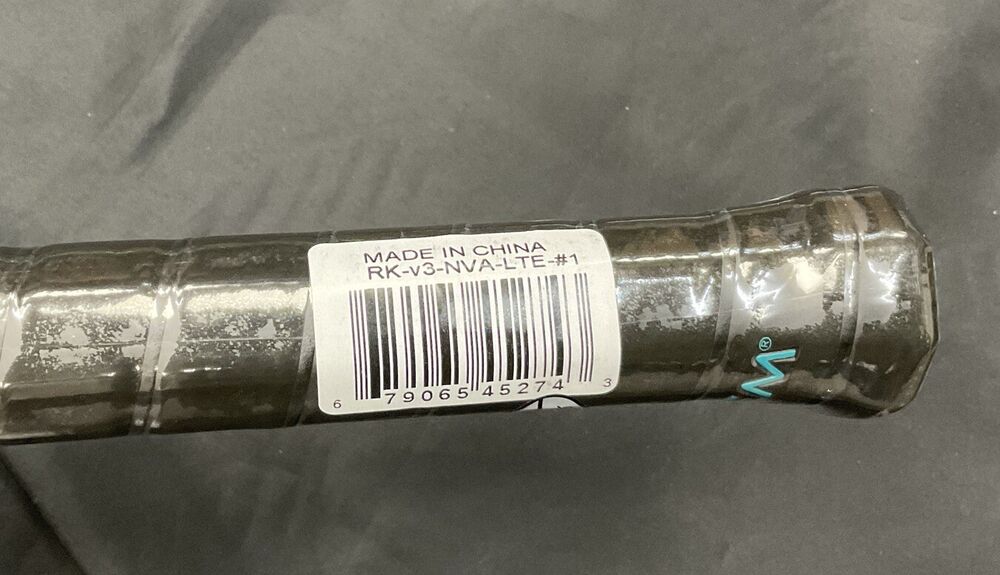 MADE IN CHINA
RK-v3-NVA-LTE-#1
6 79065 45274 3
®